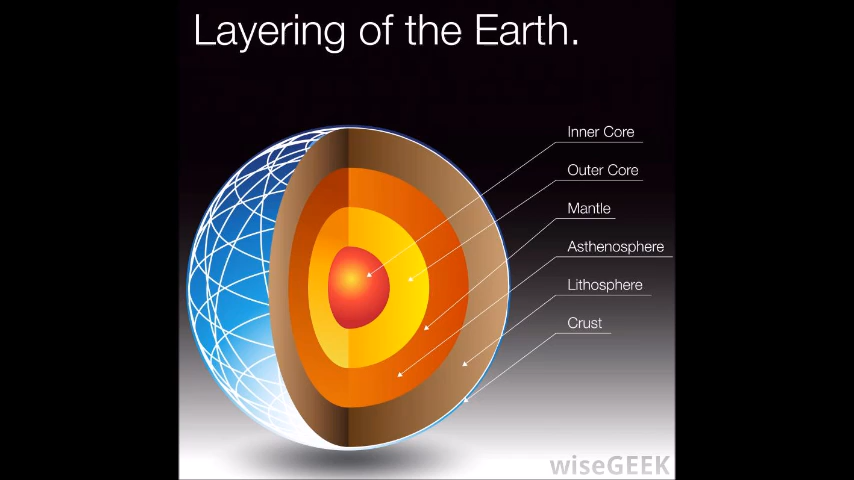 Layering of the Earth.
Inner Core
Outer Core
Mantle
Asthenosphere
Lithosphere
Crust
wiseGEEK